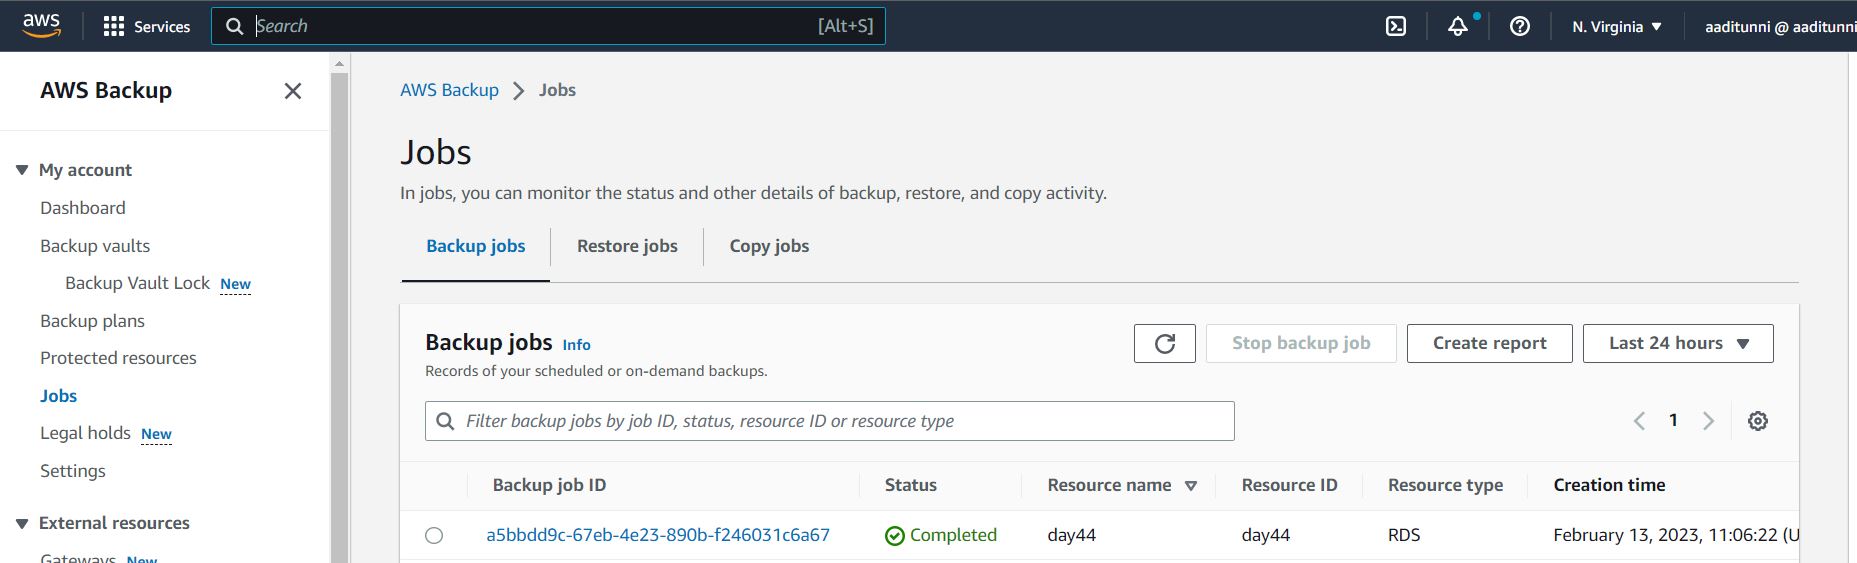 aws Services Search [Alt+S] N. Virginia aaditunni @ aaditunni
AWS Backup
My account
Dashboard
Backup vaults
Backup Vault Lock New
Backup plans
Protected resources
Jobs
Legal holds New
Settings
External resources
Gateways New
AWS Backup > Jobs
Jobs
In jobs, you can monitor the status and other details of backup, restore, and copy activity.
Backup jobs Restore jobs Copy jobs
Backup jobs Info Stop backup job Create report Last 24 hours
Records of your scheduled or on-demand backups.
Filter backup jobs by job ID, status, resource ID or resource type 1
Backup job ID Status Resource name Resource ID Resource type Creation time
a5bbdd9c-67eb-4e23-890b-f246031c6a67 Completed day44 day44 RDS February 13, 2023, 11:06:22 (U